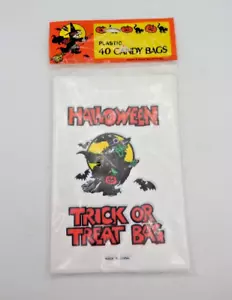 PLASTIC
40 CANDY BAGS
HALLOWEEN
TRICK OR
TREAT BAG